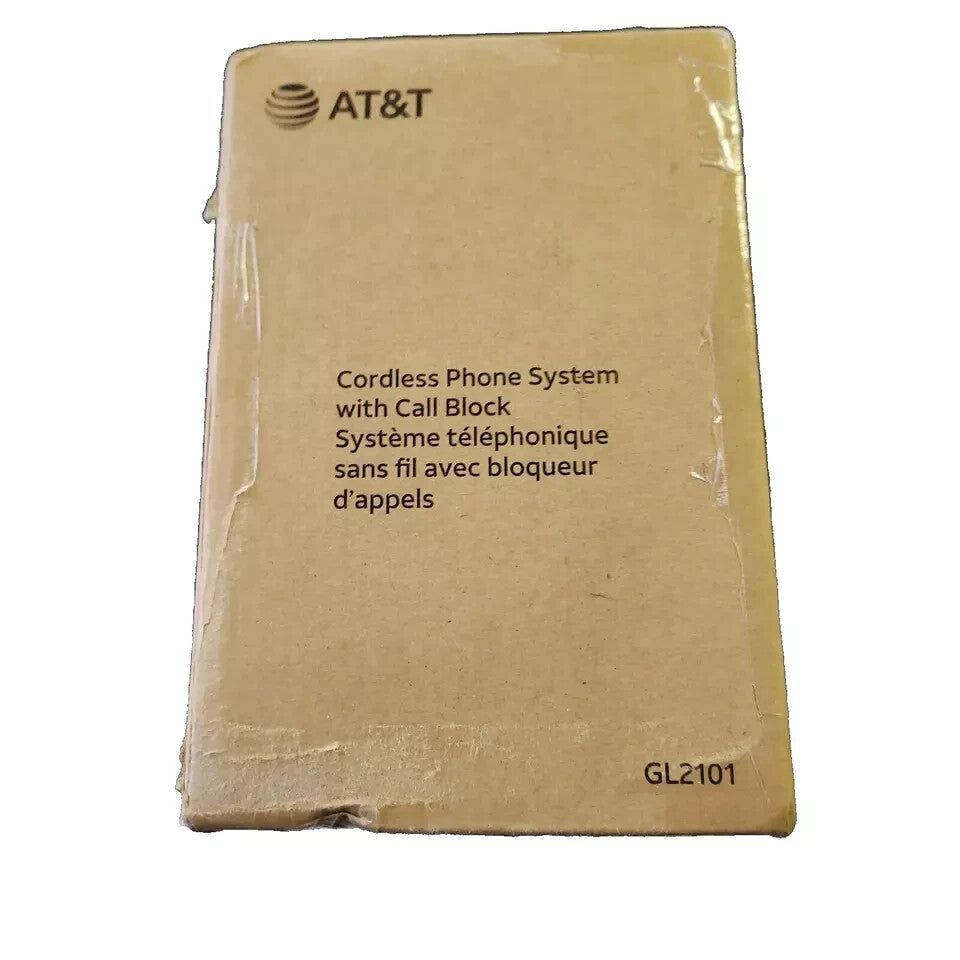 AT&T
Cordless Phone System
with Call Block
Système téléphonique
sans fil avec bloqueur
d'appels
GL2101